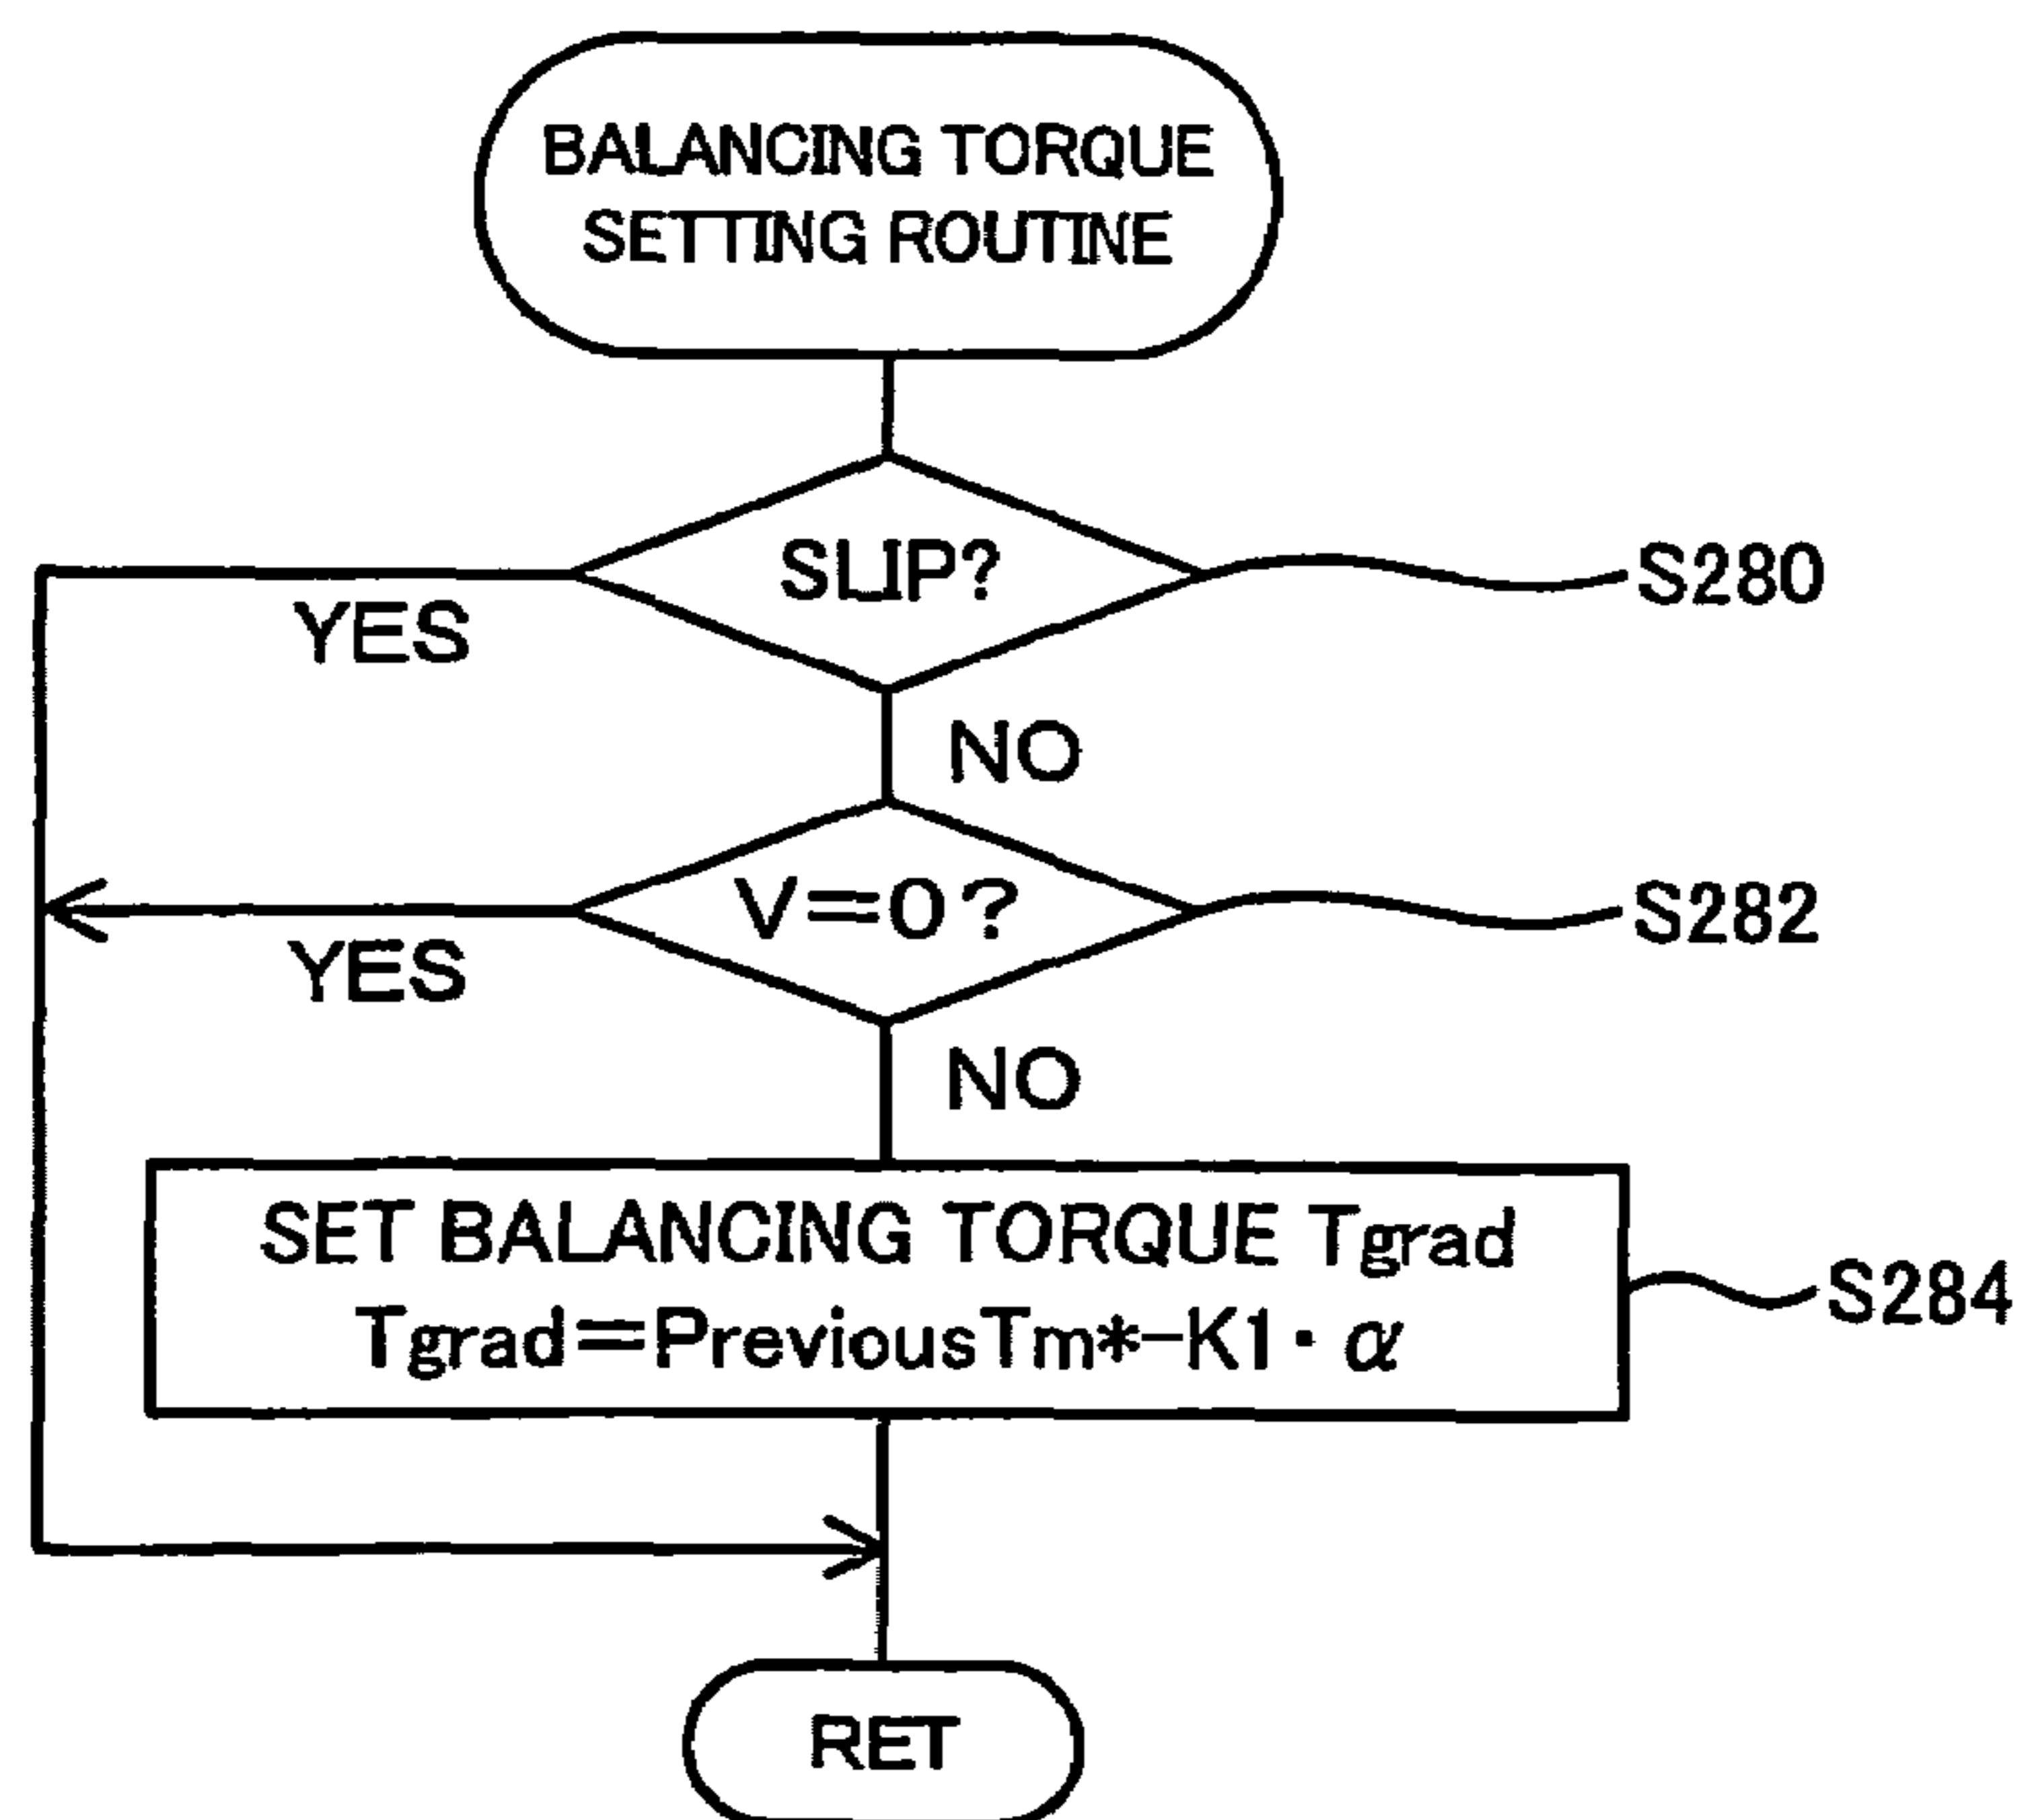 BALANCING TORQUE
SETTING ROUTINE
SLIP?
S280
YES
NO
V=0?
S282
YES
NO
SET BALANCING TORQUE Tgrad
Tgrad=PreviousTm*-K1・α
S284
RET